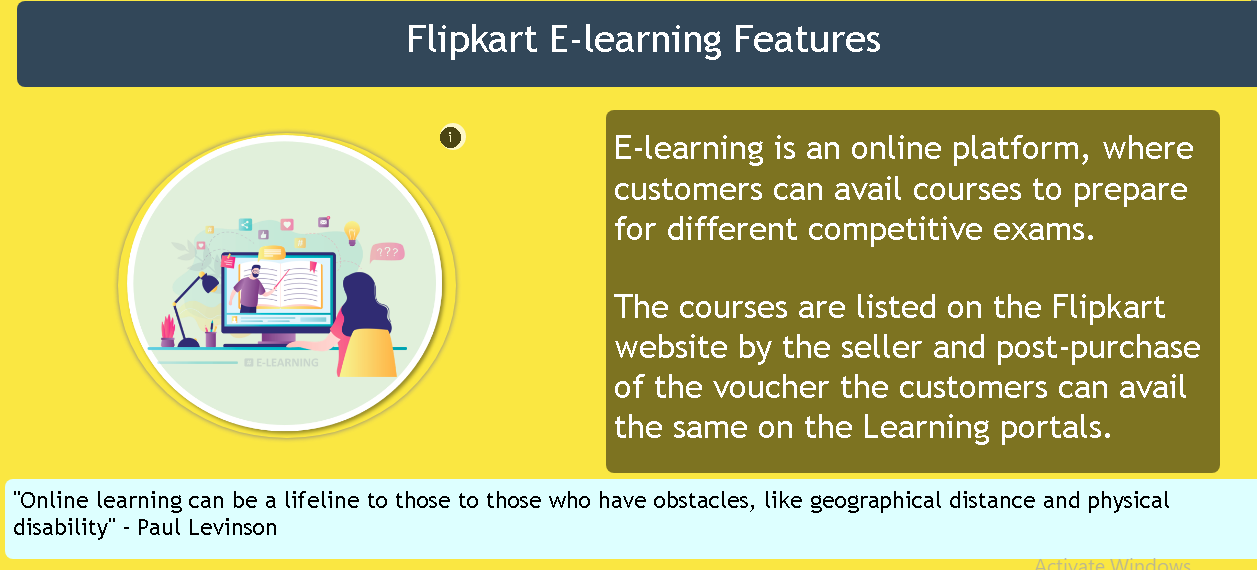 Flipkart E-learning Features
i
E-learning is an online platform, where
customers can avail courses to prepare
for different competitive exams.
The courses are listed on the Flipkart
website by the seller and post-purchase
of the voucher the customers can avail
the same on the Learning portals.
???
E-LEARNING
"Online learning can be a lifeline to those to those who have obstacles, like geographical distance and physical
disability" - Paul Levinson
Activate Windows